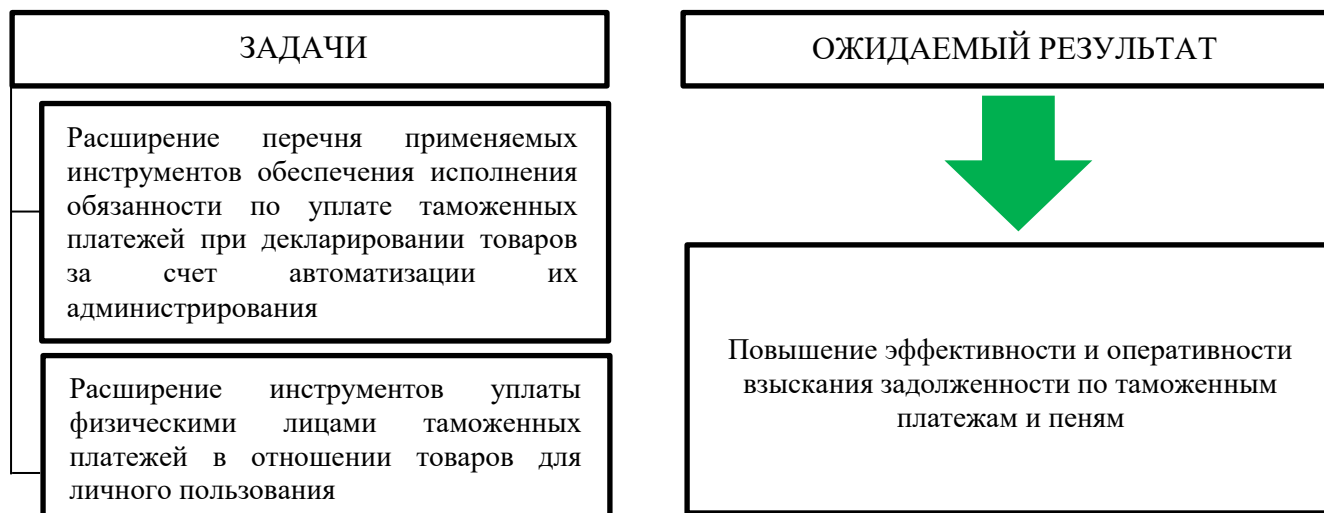 ЗАДАЧИ
Расширение перечня применяемых
инструментов обеспечения исполнения
обязанности по уплате таможенных
платежей при декларировании товаров
за счет автоматизации их
администрирования
Расширение инструментов уплаты
физическими лицами таможенных
платежей в отношении товаров для
личного пользования
ОЖИДАЕМЫЙ РЕЗУЛЬТАТ
Повышение эффективности и оперативности
взыскания задолженности по таможенным
платежам и пеням